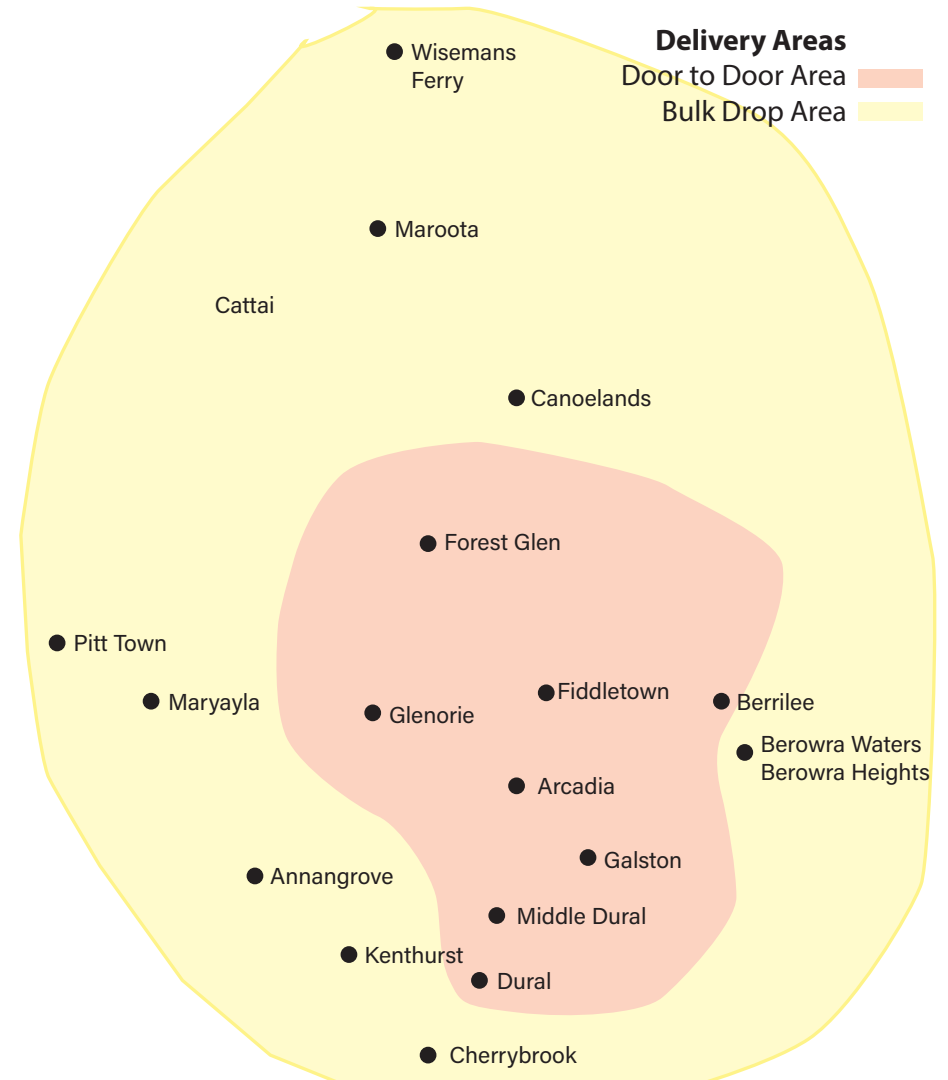 Delivery Areas
Door to Door Area
Bulk Drop Area
Wisemans
Ferry
Maroota
Cattai
Canoelands
Forest Glen
Pitt Town
Maryayla
Glenorie
Fiddletown
Berrilee
Berowra Waters
Berowra Heights
Arcadia
Galston
Annangrove
Middle Dural
Kenthurst
Dural
Cherrybrook